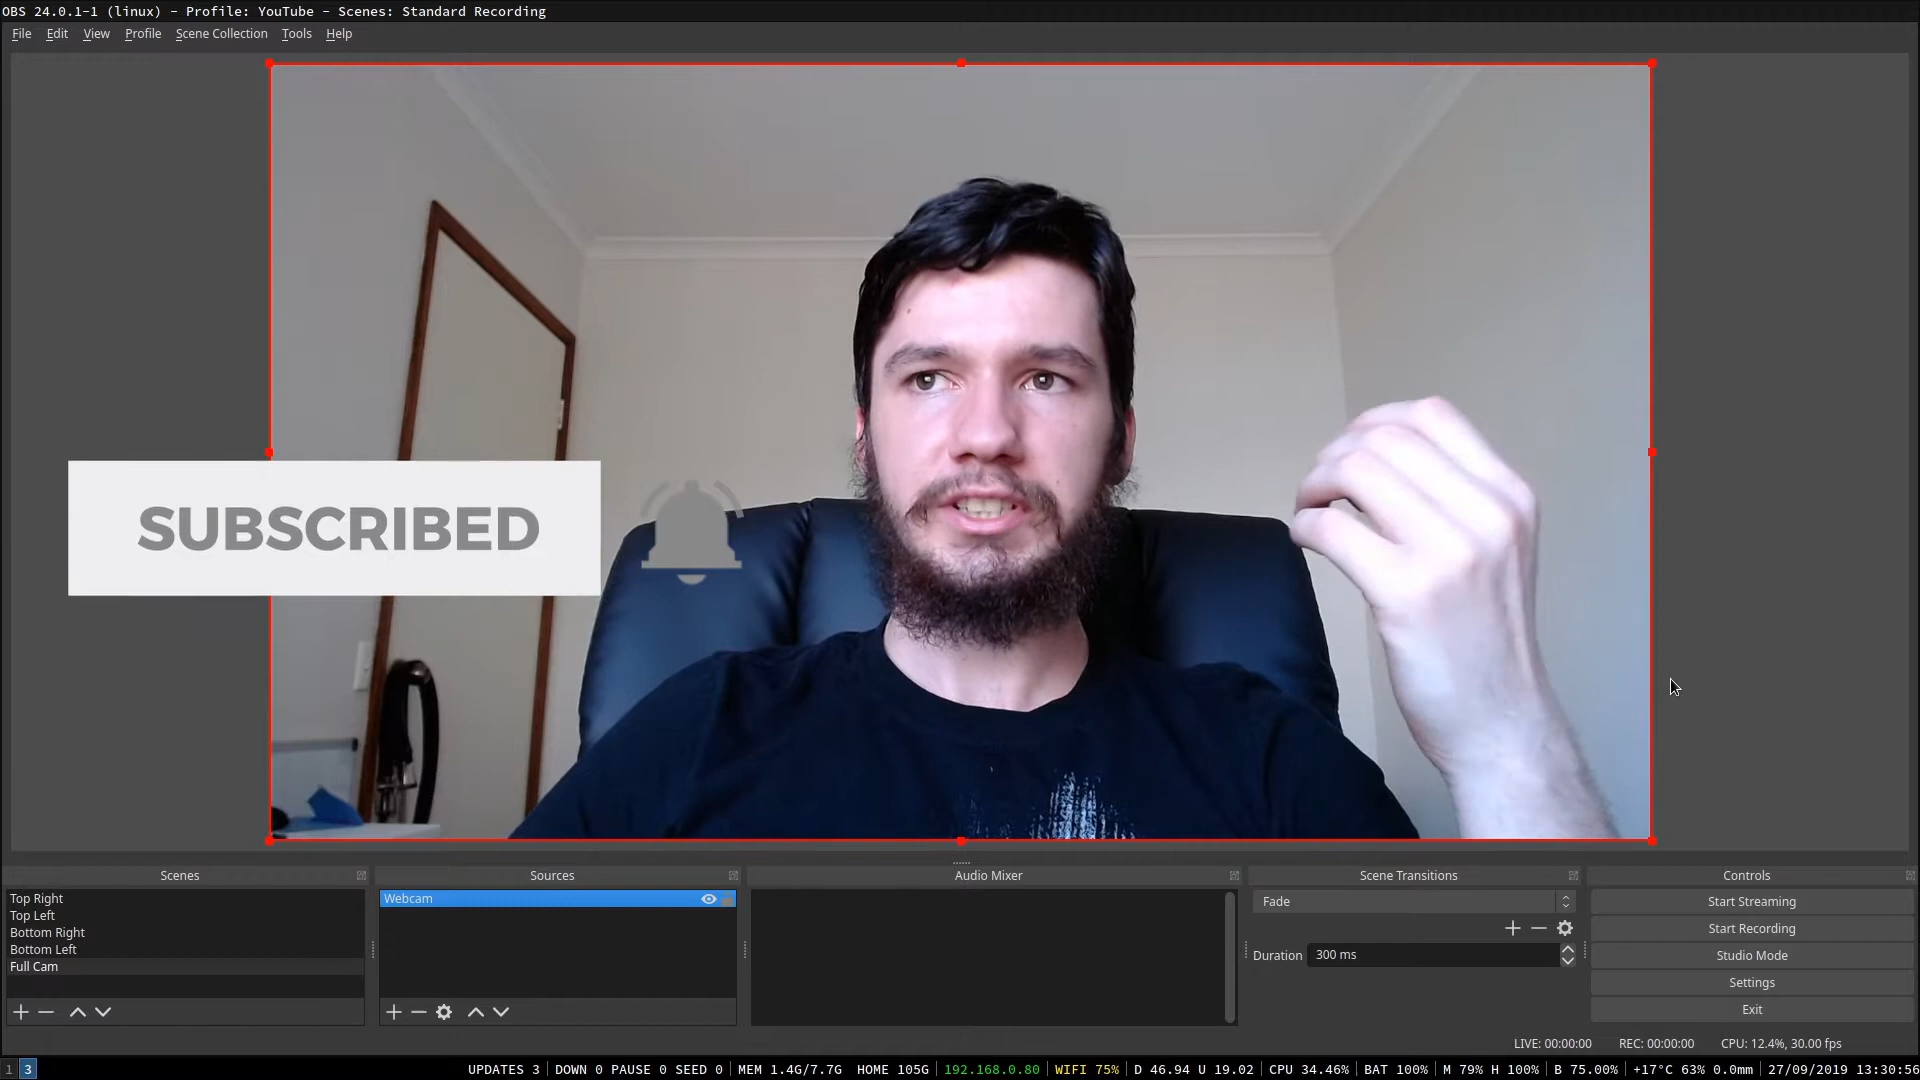 OBS 24.0.1-1 (linux) - Profile: YouTube - Scenes: Standard Recording
File Edit View Profile Scene Collection Tools Help
SUBSCRIBED
Scenes Sources Audio Mixer Scene Transitions Controls
Top Right
Top Left
Bottom Right
Bottom Left
Full Cam
Webcam
Fade
Duration 300 ms
Start Streaming
Start Recording
Studio Mode
Settings
Exit
LIVE: 00:00:00 REC: 00:00:00 CPU: 12.4%, 30.00 fps
1 3 UPDATES 3 DOWN 0 PAUSE 0 SEED 0 MEM 1.4G/7.7G HOME 105G 192.168.0.80 WIFI 75% D 46.94 U 19.02 CPU 34.46% BAT 100% M 79% H 100% B 75.00% +17°C 63% 0.0mm 27/09/2019 13:30:56